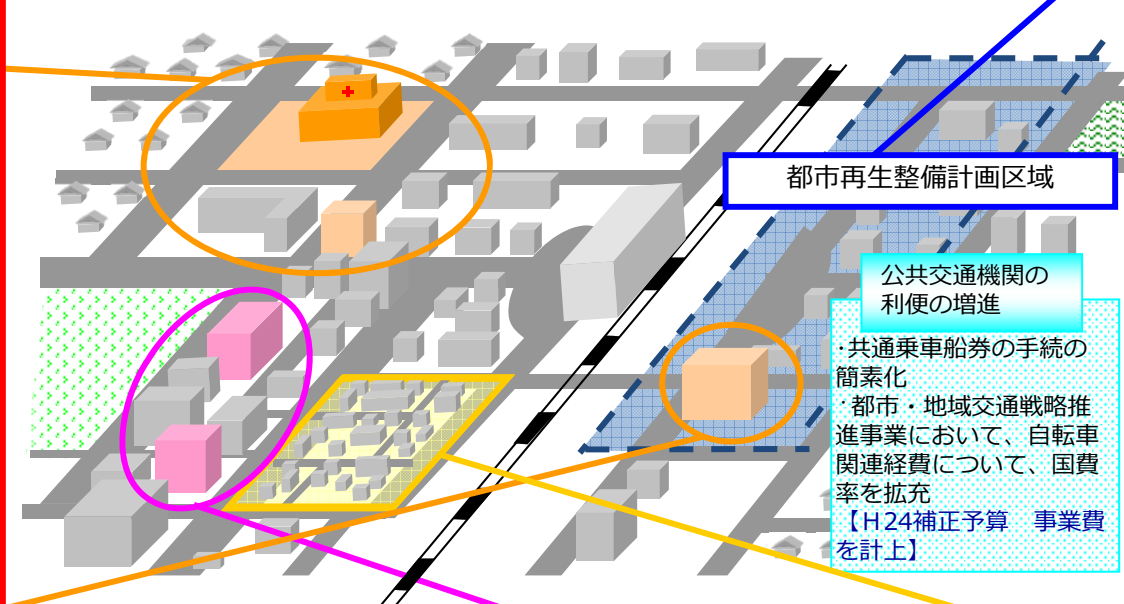 都市再生整備計画区域
公共交通機関の
利便の増進
・共通乗車船券の手続の
簡素化
・都市・地域交通戦略推
進事業において、自転車
関連経費について、国費
率を拡充
【Ｈ24補正予算　事業費
を計上】